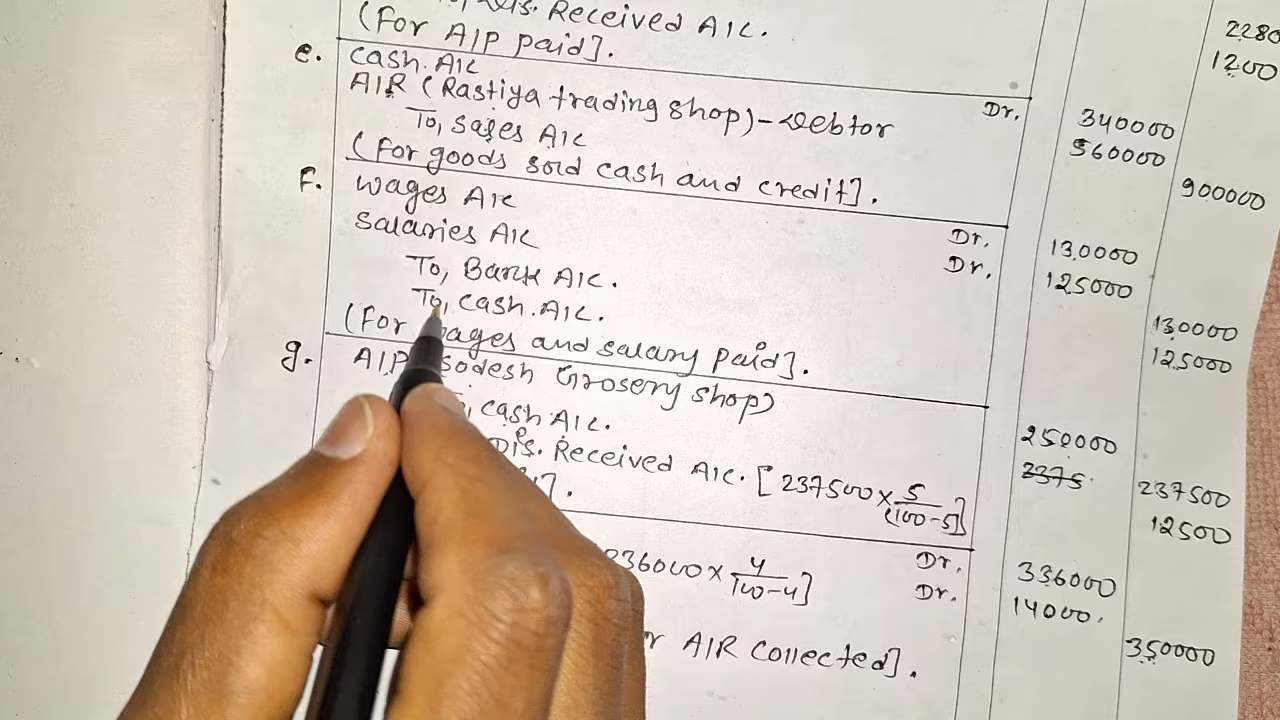 Dis. Received A/C. 2280
(For A/P paid]. 1200
e. Cash A/C Dr. 340000
A/R (Rastiya trading shop)-Debtor 560000
To, Sales A/C 900000
(For goods sold cash and credit].
F. Wages A/C Dr. 130000
Salaries A/C Dr. 125000
To, Bank A/C. 130000
To, Cash A/C. 125000
(For wages and salary paid].
g. A/P sodesh Grosery shop) 250000
cash A/C. 237500
Dis. Received A/C. [237500 × 5/(100-5)] 2375 12500
Dr. 336000
336000 × 4/100-4] Dr. 14000.
A/R Collected]. 350000